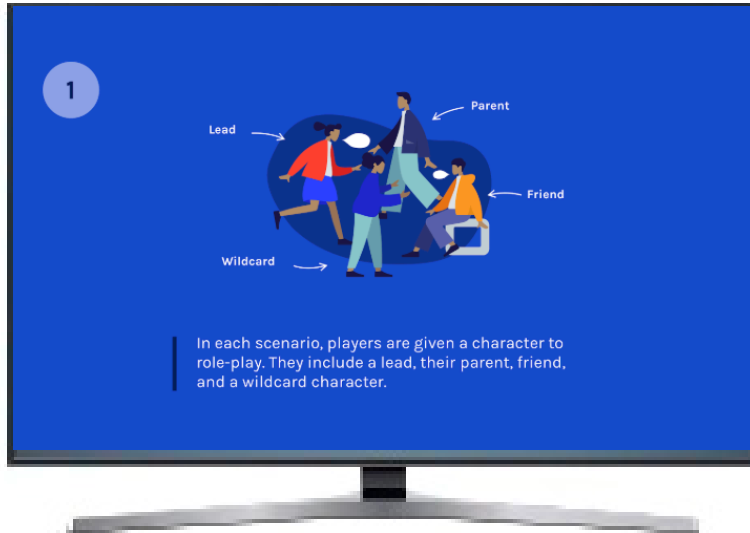 1
Parent
Lead
Friend
Wildcard
In each scenario, players are given a character to
role-play. They include a lead, their parent, friend,
and a wildcard character.